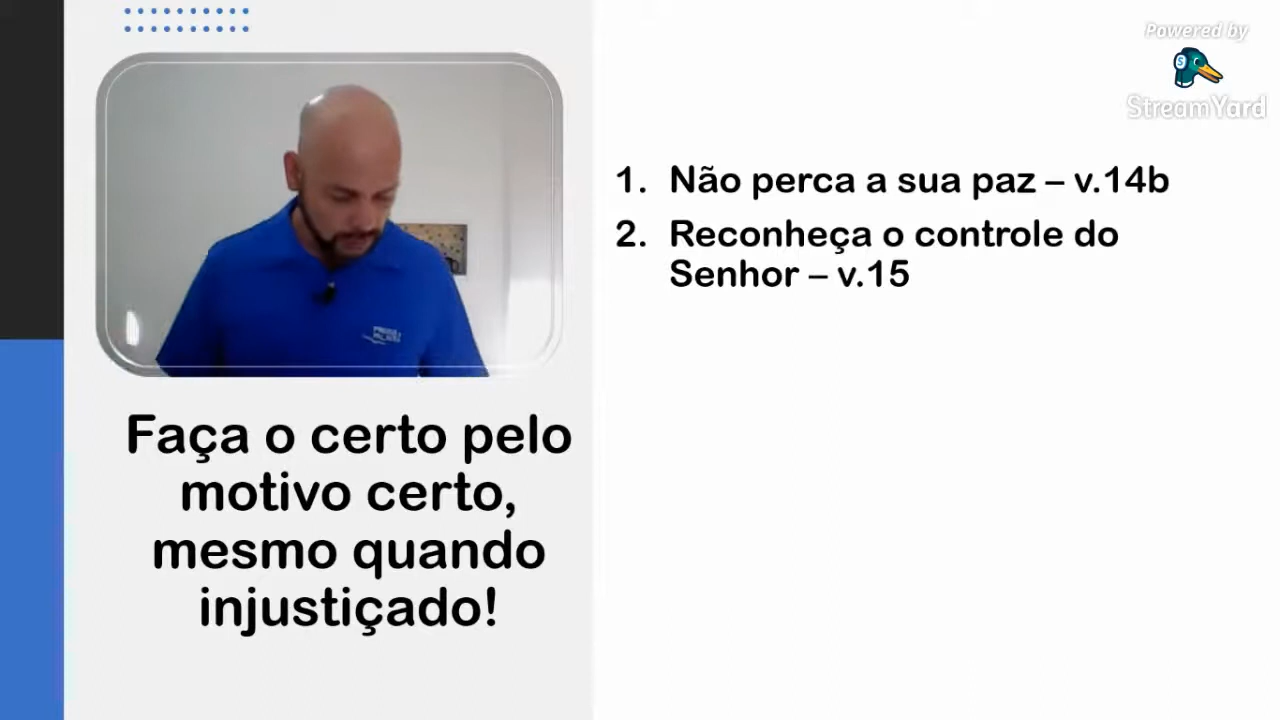 Powered by
StreamYard
1. Não perca a sua paz – v.14b
2. Reconheça o controle do
Senhor – v.15
Faça o certo pelo
motivo certo,
mesmo quando
injustiçado!